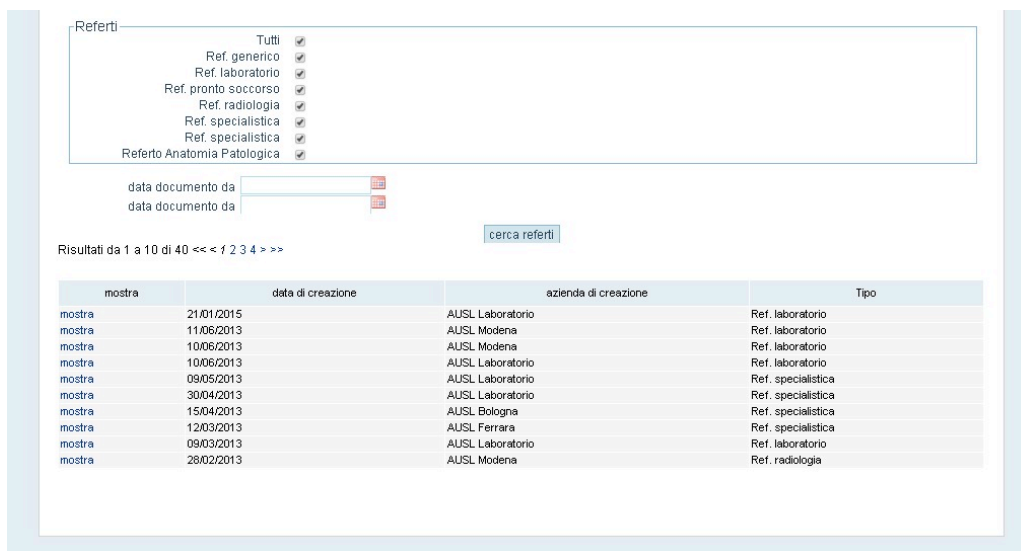 Referti
Tutti
Ref. generico
Ref. laboratorio
Ref. pronto soccorso
Ref. radiologia
Ref. specialistica
Ref. specialistica
Referto Anatomia Patologica
data documento da
data documento da
cerca referti
Risultati da 1 a 10 di 40 << < 1 2 3 4 > >>
mostra data di creazione azienda di creazione Tipo
mostra 21/01/2015 AUSL Laboratorio Ref. laboratorio
mostra 11/06/2013 AUSL Modena Ref. laboratorio
mostra 10/06/2013 AUSL Modena Ref. laboratorio
mostra 10/06/2013 AUSL Laboratorio Ref. laboratorio
mostra 09/05/2013 AUSL Laboratorio Ref. specialistica
mostra 30/04/2013 AUSL Laboratorio Ref. specialistica
mostra 15/04/2013 AUSL Bologna Ref. specialistica
mostra 12/03/2013 AUSL Ferrara Ref. specialistica
mostra 09/03/2013 AUSL Laboratorio Ref. laboratorio
mostra 28/02/2013 AUSL Modena Ref. radiologia